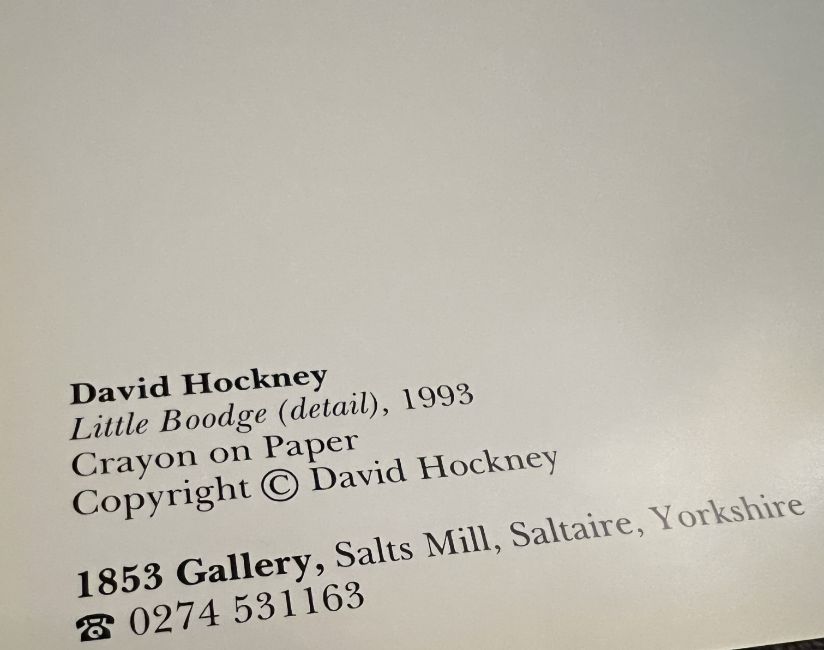 David Hockney
Little Boodge (detail), 1993
Crayon on Paper
Copyright © David Hockney
1853 Gallery, Salts Mill, Saltaire, Yorkshire
☎ 0274 531163